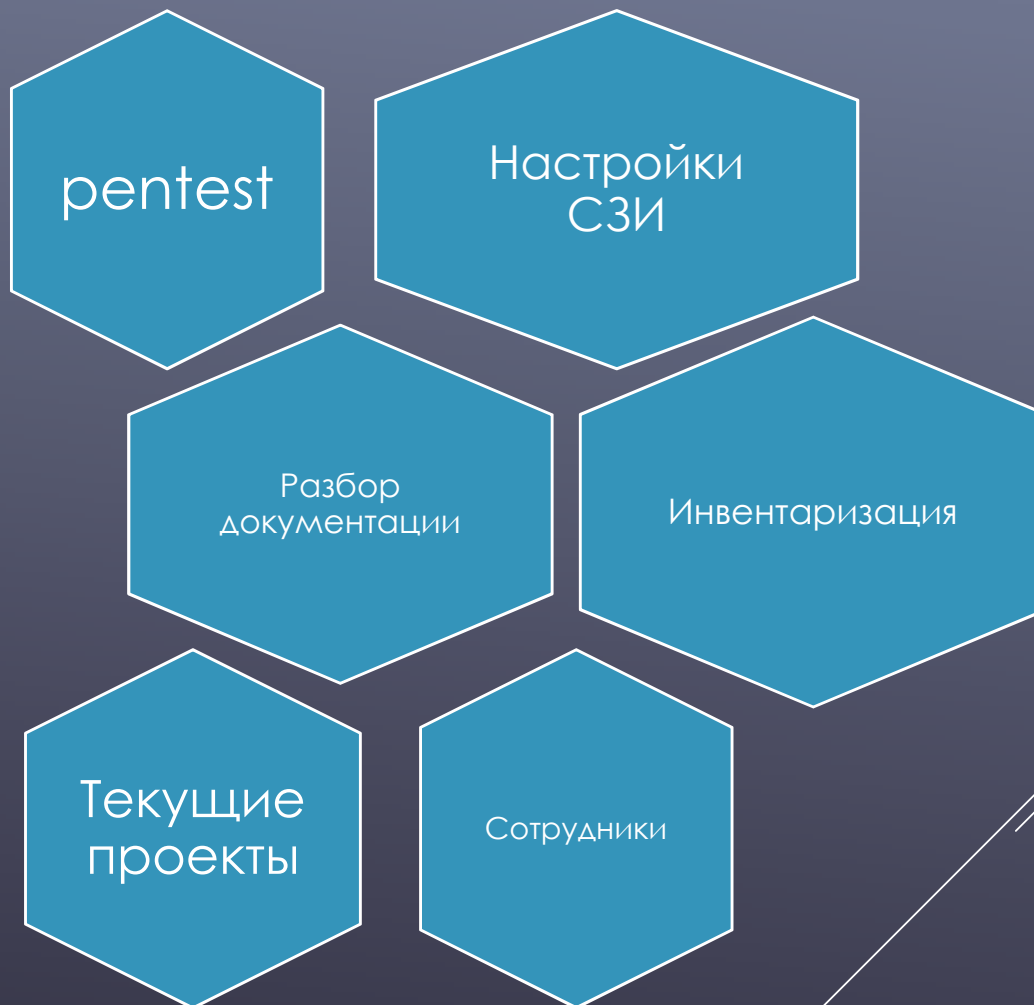 pentest
Настройки
СЗИ
Разбор
документации
Инвентаризация
Текущие
проекты
Сотрудники